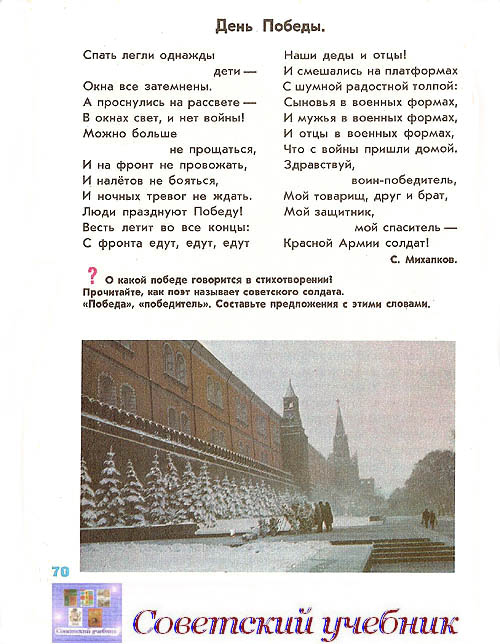 День Победы.
Спать легли однажды
дети —
Окна все затемнены.
А проснулись на рассвете —
В окнах свет, и нет войны!
Можно больше
не прощаться,
И на фронт не провожать,
И налётов не бояться,
И ночных тревог не ждать.
Люди празднуют Победу!
Весть летит во все концы:
С фронта едут, едут, едут
Наши деды и отцы!
И смешались на платформах
С шумной радостной толпой:
Сыновья в военных формах,
И мужья в военных формах,
И отцы в военных формах,
Что с войны пришли домой.
Здравствуй,
воин-победитель,
Мой товарищ, друг и брат,
Мой защитник,
мой спаситель —
Красной Армии солдат!
С. Михалков.
? О какой победе говорится в стихотворении?
Прочитайте, как поэт называет советского солдата.
«Победа», «победитель». Составьте предложения с этими словами.
70
Советский учебник
Советский учебник